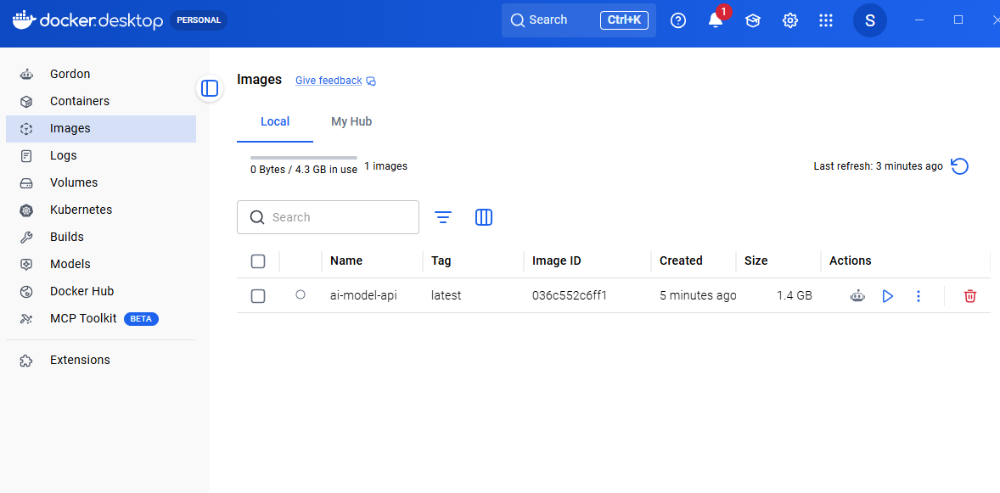 docker.desktop PERSONAL Search Ctrl+K 1 S
Gordon
Containers
Images
Logs
Volumes
Kubernetes
Builds
Models
Docker Hub
MCP Toolkit BETA
Extensions
Images Give feedback
Local My Hub
0 Bytes / 4.3 GB in use 1 images Last refresh: 3 minutes ago
Search
Name Tag Image ID Created Size Actions
ai-model-api latest 036c552c6ff1 5 minutes ago 1.4 GB